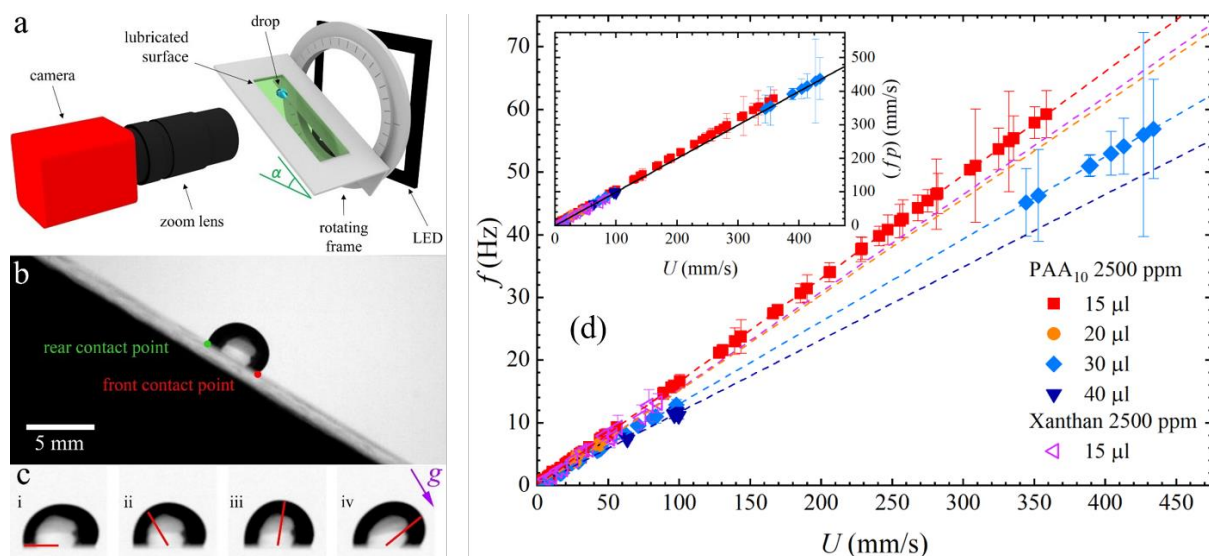 a
drop
lubricated
surface
camera
α
zoom lens
rotating
frame
LED
b
rear contact point
front contact point
5 mm
c
g
i
ii
iii
iv
70
60
50
40
30
20
10
0
f (Hz)
0 50 100 150 200 250 300 350 400 450
U (mm/s)
(d)
500
400
300
200
100
0
(f p) (mm/s)
0 100 200 300 400
U (mm/s)
PAA10 2500 ppm
15 µl
20 µl
30 µl
40 µl
Xanthan 2500 ppm
15 µl